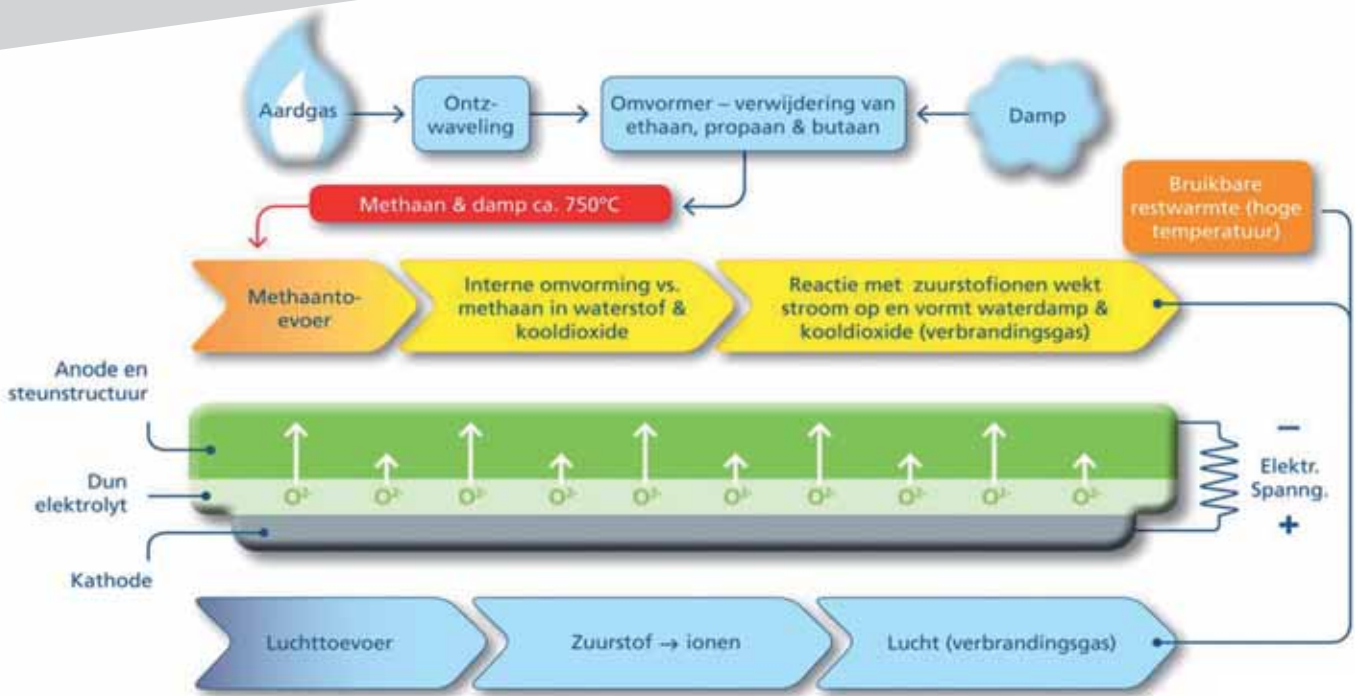 Aardgas
Ontz-
waveling
Omvormer – verwijdering van
ethaan, propaan & butaan
Damp
Methaan & damp ca. 750°C
Bruikbare
restwarmte (hoge
temperatuur)
Methaanto-
evoer
Interne omvorming vs.
methaan in waterstof &
kooldioxide
Reactie met zuurstofionen wekt
stroom op en vormt waterdamp &
kooldioxide (verbrandingsgas)
Anode en
steunstructuur
Dun
elektrolyt
O²⁻ O²⁻ O²⁻ O²⁻ O²⁻ O²⁻ O²⁻ O²⁻ O²⁻ O²⁻
–
Elektr.
Spanng.
+
Kathode
Luchttoevoer
Zuurstof → ionen
Lucht (verbrandingsgas)